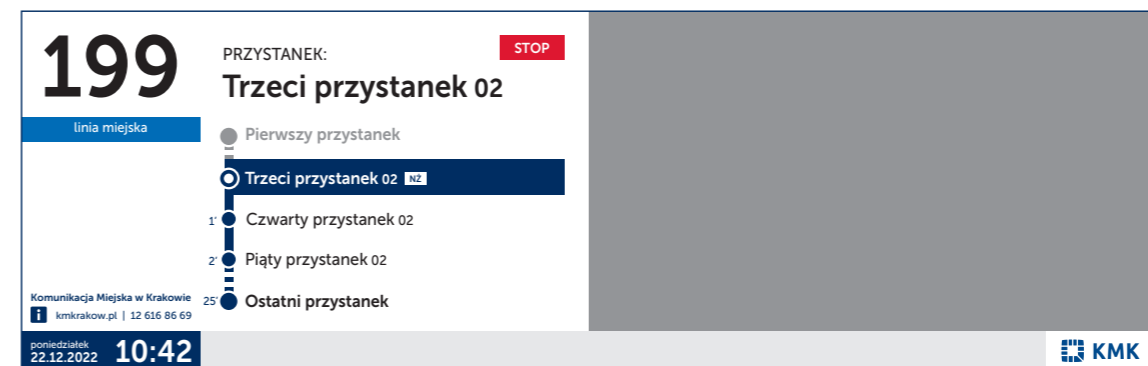 199
linia miejska
PRZYSTANEK:
STOP
Trzeci przystanek 02
Pierwszy przystanek
Trzeci przystanek 02 NŻ
1' Czwarty przystanek 02
2' Piąty przystanek 02
25' Ostatni przystanek
Komunikacja Miejska w Krakowie
i kmkrakow.pl | 12 616 86 69
poniedziałek
22.12.2022
10:42
KMK